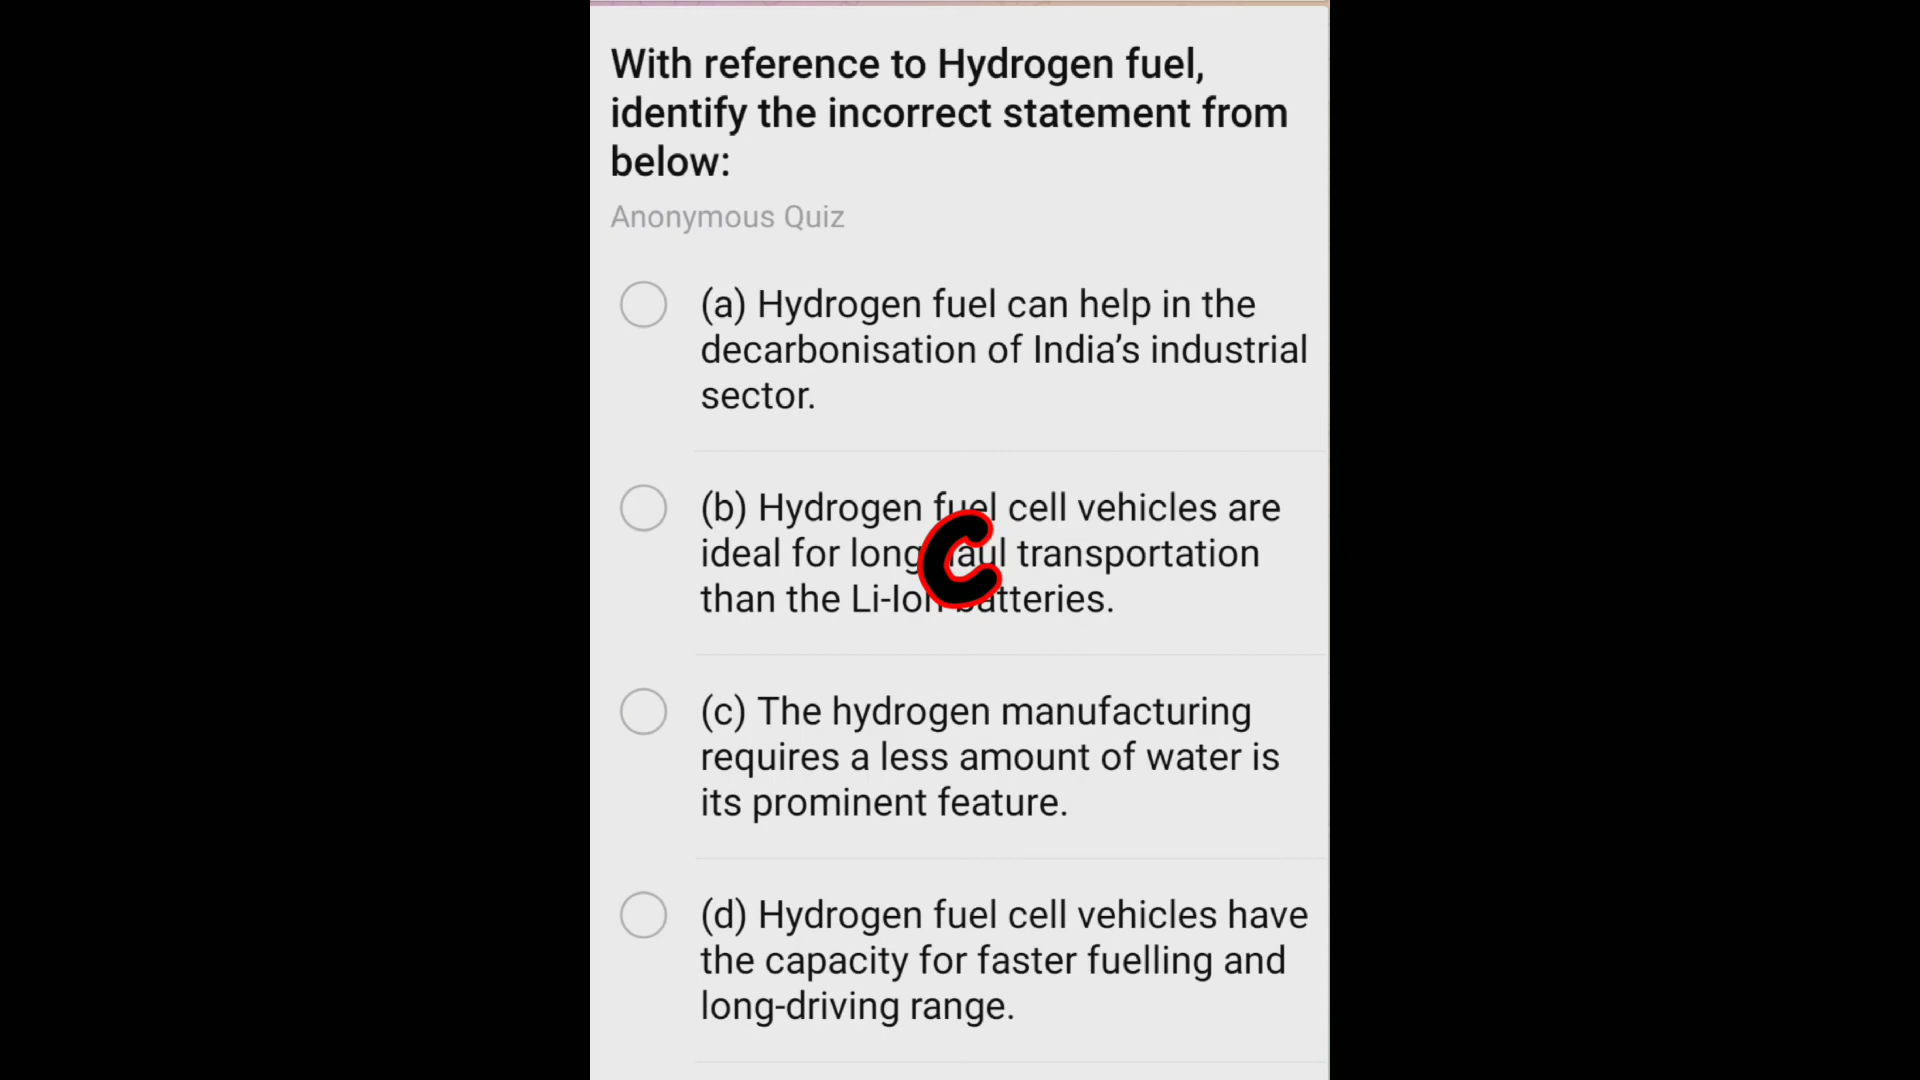 With reference to Hydrogen fuel,
identify the incorrect statement from
below:
Anonymous Quiz
(a) Hydrogen fuel can help in the
decarbonisation of India's industrial
sector.
(b) Hydrogen fuel cell vehicles are
ideal for long haul transportation
than the Li-Ion batteries.
C
(c) The hydrogen manufacturing
requires a less amount of water is
its prominent feature.
(d) Hydrogen fuel cell vehicles have
the capacity for faster fuelling and
long-driving range.